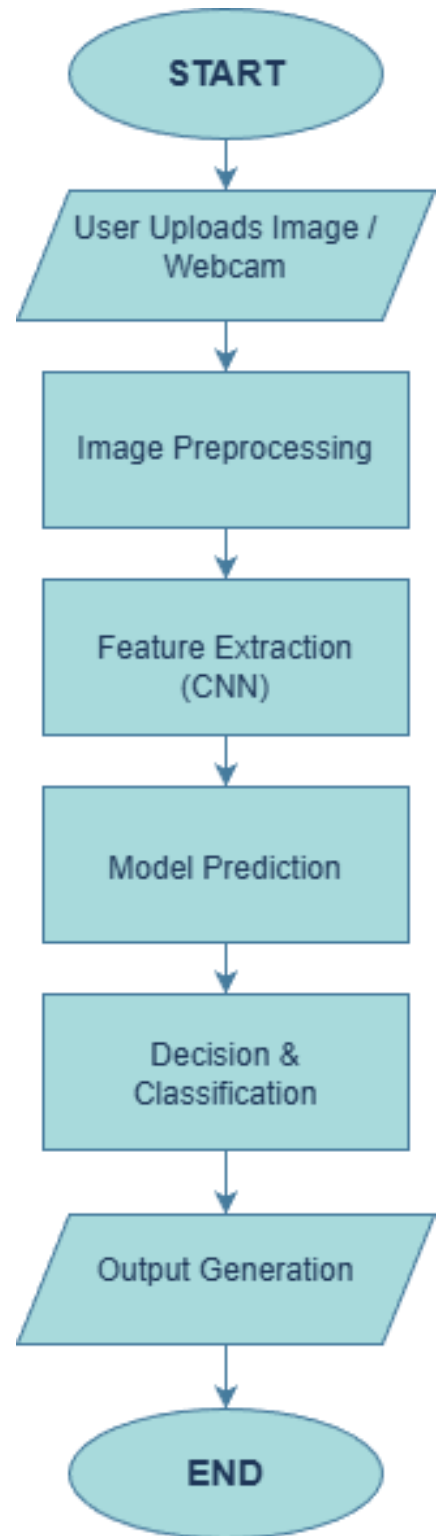 START
User Uploads Image /
Webcam
Image Preprocessing
Feature Extraction
(CNN)
Model Prediction
Decision &
Classification
Output Generation
END